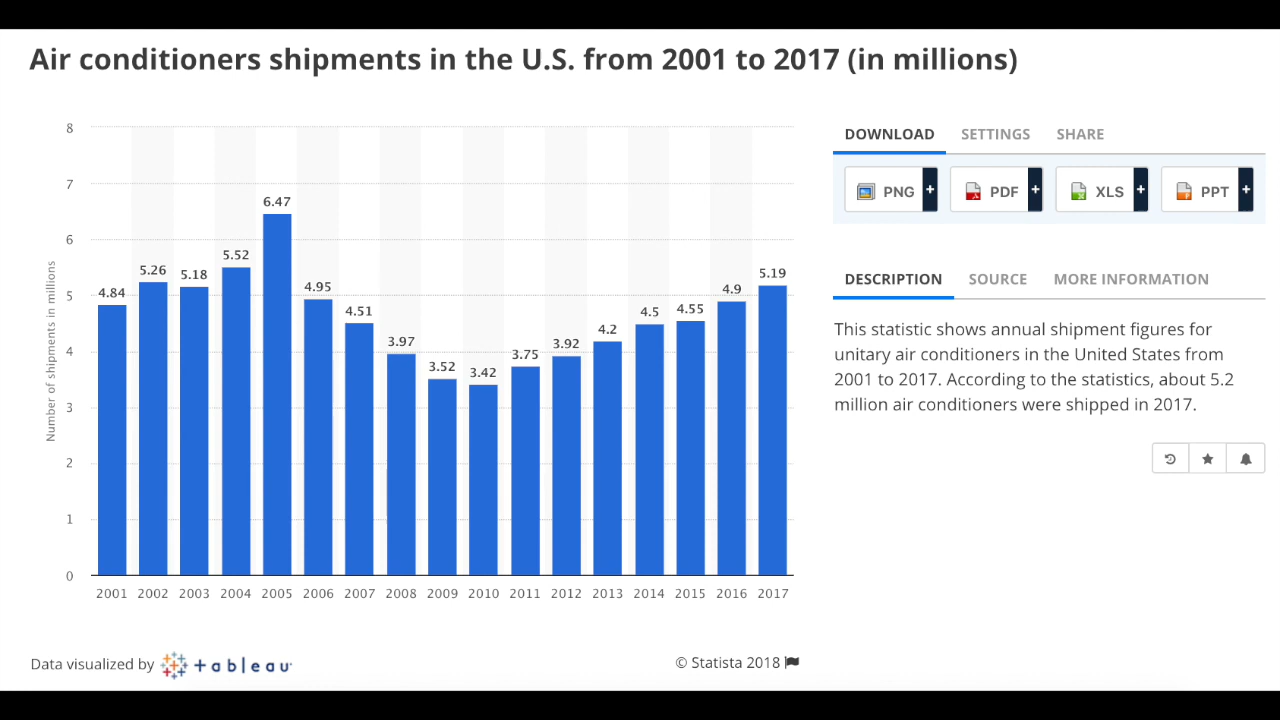 Air conditioners shipments in the U.S. from 2001 to 2017 (in millions)
DOWNLOAD SETTINGS SHARE
PNG + PDF + XLS + PPT +
DESCRIPTION SOURCE MORE INFORMATION
This statistic shows annual shipment figures for
unitary air conditioners in the United States from
2001 to 2017. According to the statistics, about 5.2
million air conditioners were shipped in 2017.
Number of shipments in millions
8
7
6
5
4
3
2
1
0
4.84
5.26
5.18
5.52
6.47
4.95
4.51
3.97
3.52
3.42
3.75
3.92
4.2
4.5
4.55
4.9
5.19
2001 2002 2003 2004 2005 2006 2007 2008 2009 2010 2011 2012 2013 2014 2015 2016 2017
Data visualized by +ableau
© Statista 2018